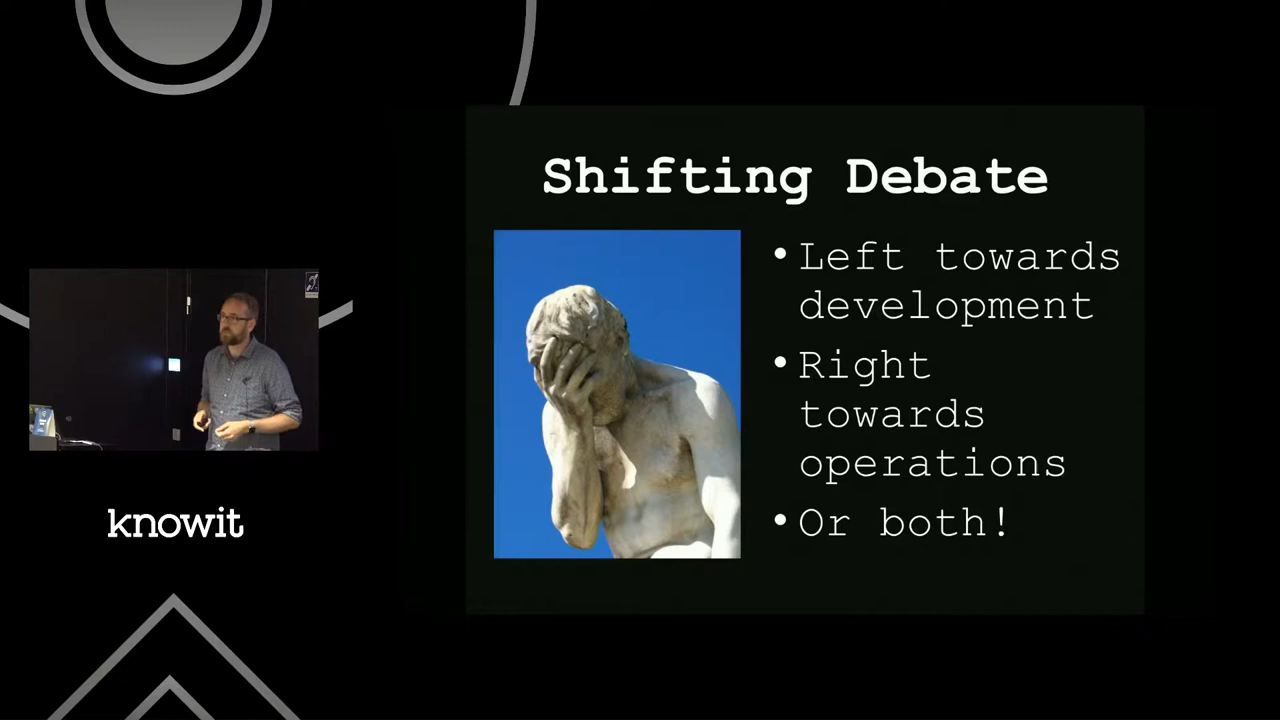 Shifting Debate
• Left towards
development
• Right
towards
operations
• Or both!
knowit